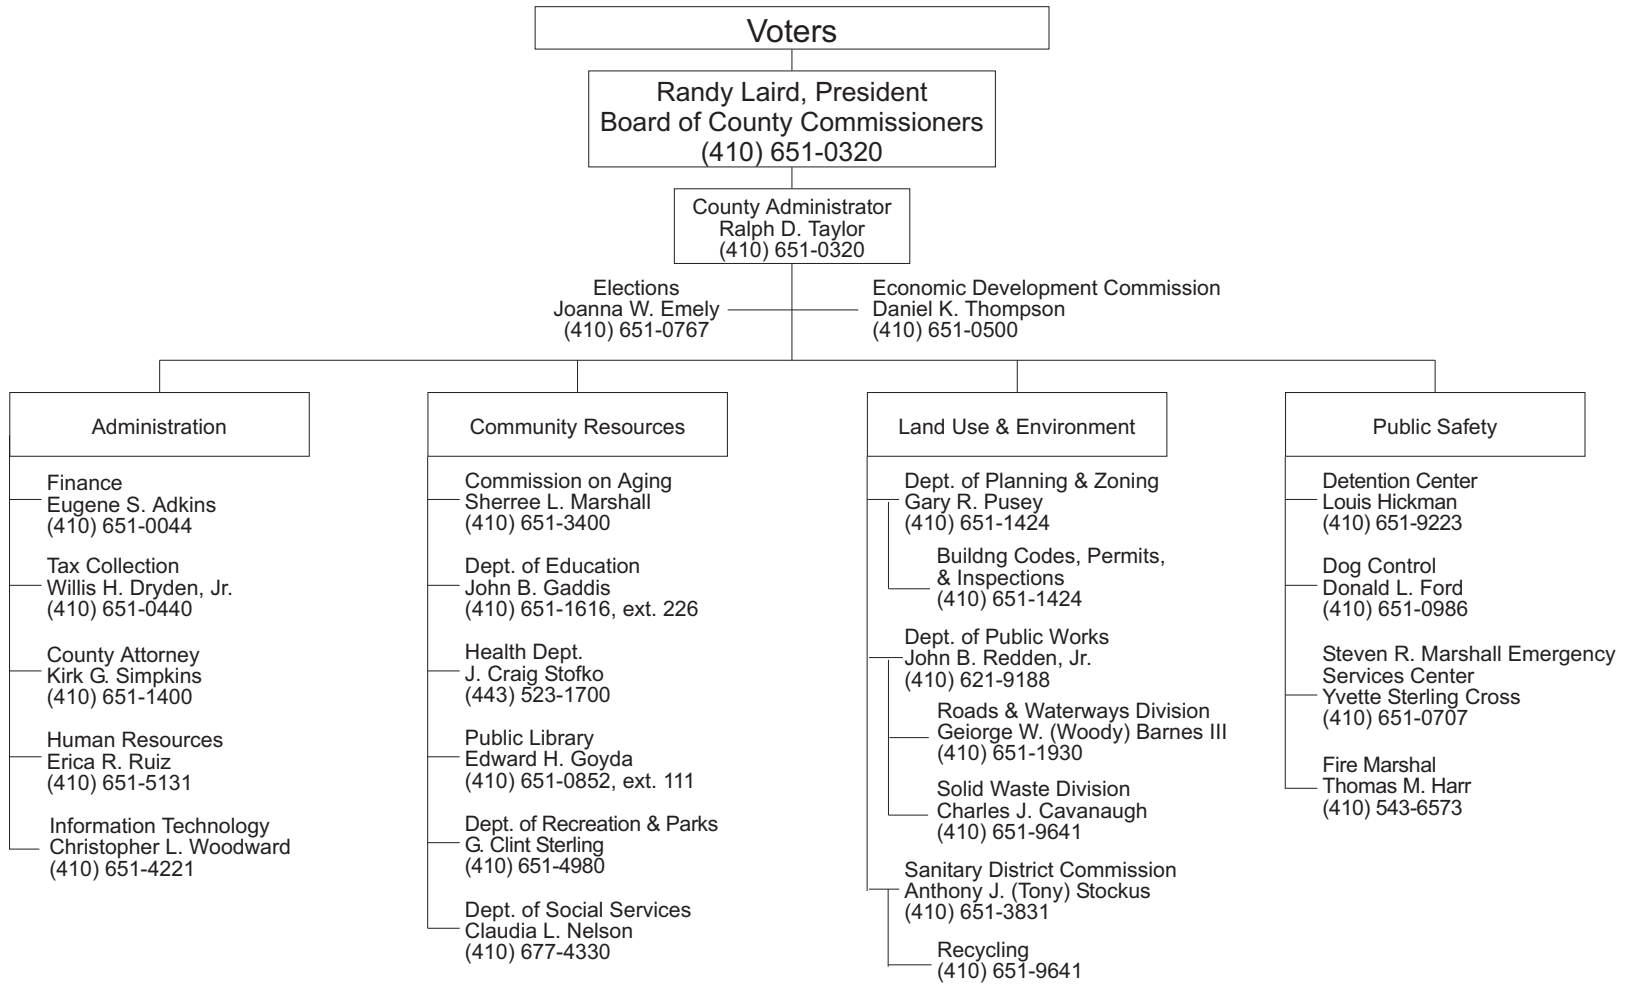 Voters
Randy Laird, President
Board of County Commissioners
(410) 651-0320
County Administrator
Ralph D. Taylor
(410) 651-0320
Elections
Joanna W. Emely
(410) 651-0767
Economic Development Commission
Daniel K. Thompson
(410) 651-0500
Administration
Finance
Eugene S. Adkins
(410) 651-0044
Tax Collection
Willis H. Dryden, Jr.
(410) 651-0440
County Attorney
Kirk G. Simpkins
(410) 651-1400
Human Resources
Erica R. Ruiz
(410) 651-5131
Information Technology
Christopher L. Woodward
(410) 651-4221
Community Resources
Commission on Aging
Sherree L. Marshall
(410) 651-3400
Dept. of Education
John B. Gaddis
(410) 651-1616, ext. 226
Health Dept.
J. Craig Stofko
(443) 523-1700
Public Library
Edward H. Goyda
(410) 651-0852, ext. 111
Dept. of Recreation & Parks
G. Clint Sterling
(410) 651-4980
Dept. of Social Services
Claudia L. Nelson
(410) 677-4330
Land Use & Environment
Dept. of Planning & Zoning
Gary R. Pusey
(410) 651-1424
Buildng Codes, Permits,
& Inspections
(410) 651-1424
Dept. of Public Works
John B. Redden, Jr.
(410) 621-9188
Roads & Waterways Division
Geiorge W. (Woody) Barnes III
(410) 651-1930
Solid Waste Division
Charles J. Cavanaugh
(410) 651-9641
Sanitary District Commission
Anthony J. (Tony) Stockus
(410) 651-3831
Recycling
(410) 651-9641
Public Safety
Detention Center
Louis Hickman
(410) 651-9223
Dog Control
Donald L. Ford
(410) 651-0986
Steven R. Marshall Emergency
Services Center
Yvette Sterling Cross
(410) 651-0707
Fire Marshal
Thomas M. Harr
(410) 543-6573